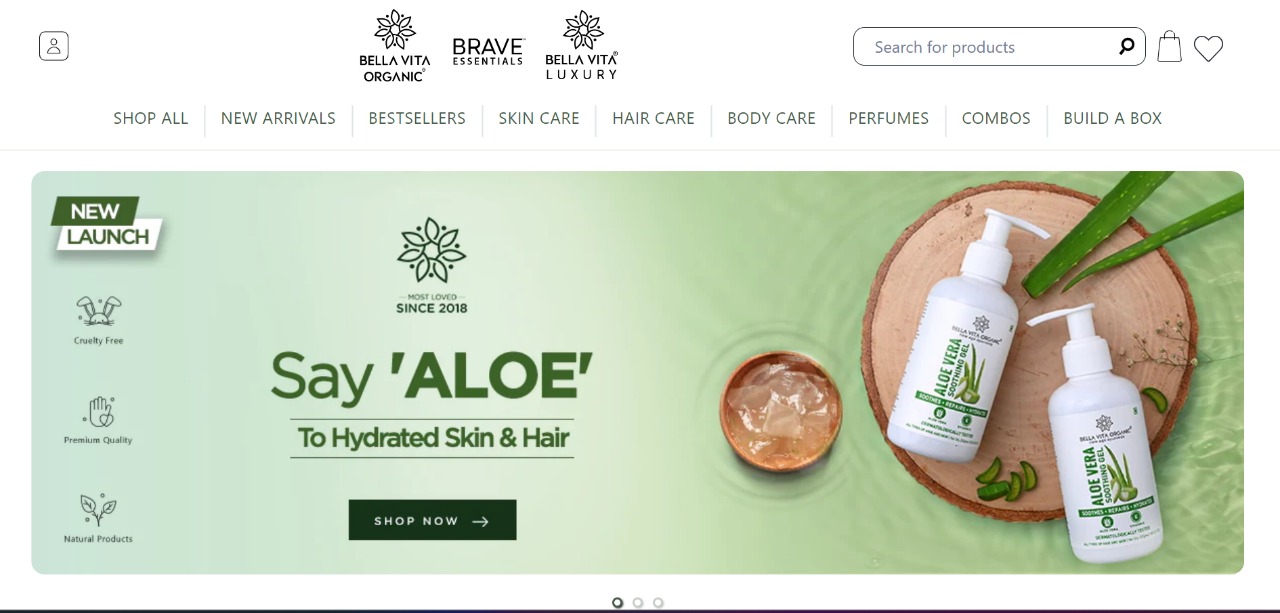 BELLA VITA
ORGANIC®
BRAVE
ESSENTIALS
BELLA VITA®
LUXURY
Search for products
SHOP ALL
NEW ARRIVALS
BESTSELLERS
SKIN CARE
HAIR CARE
BODY CARE
PERFUMES
COMBOS
BUILD A BOX
NEW
LAUNCH
Cruelty Free
Premium Quality
Natural Products
MOST LOVED
SINCE 2018
Say 'ALOE'
To Hydrated Skin & Hair
SHOP NOW
BELLA VITA ORGANIC
ALOE VERA
SOOTHING GEL
SOOTHES • REPAIRS • HYDRATES
DERMATOLOGICALLY TESTED
BELLA VITA ORGANIC
ALOE VERA
SOOTHING GEL
SOOTHES • REPAIRS • HYDRATES
DERMATOLOGICALLY TESTED